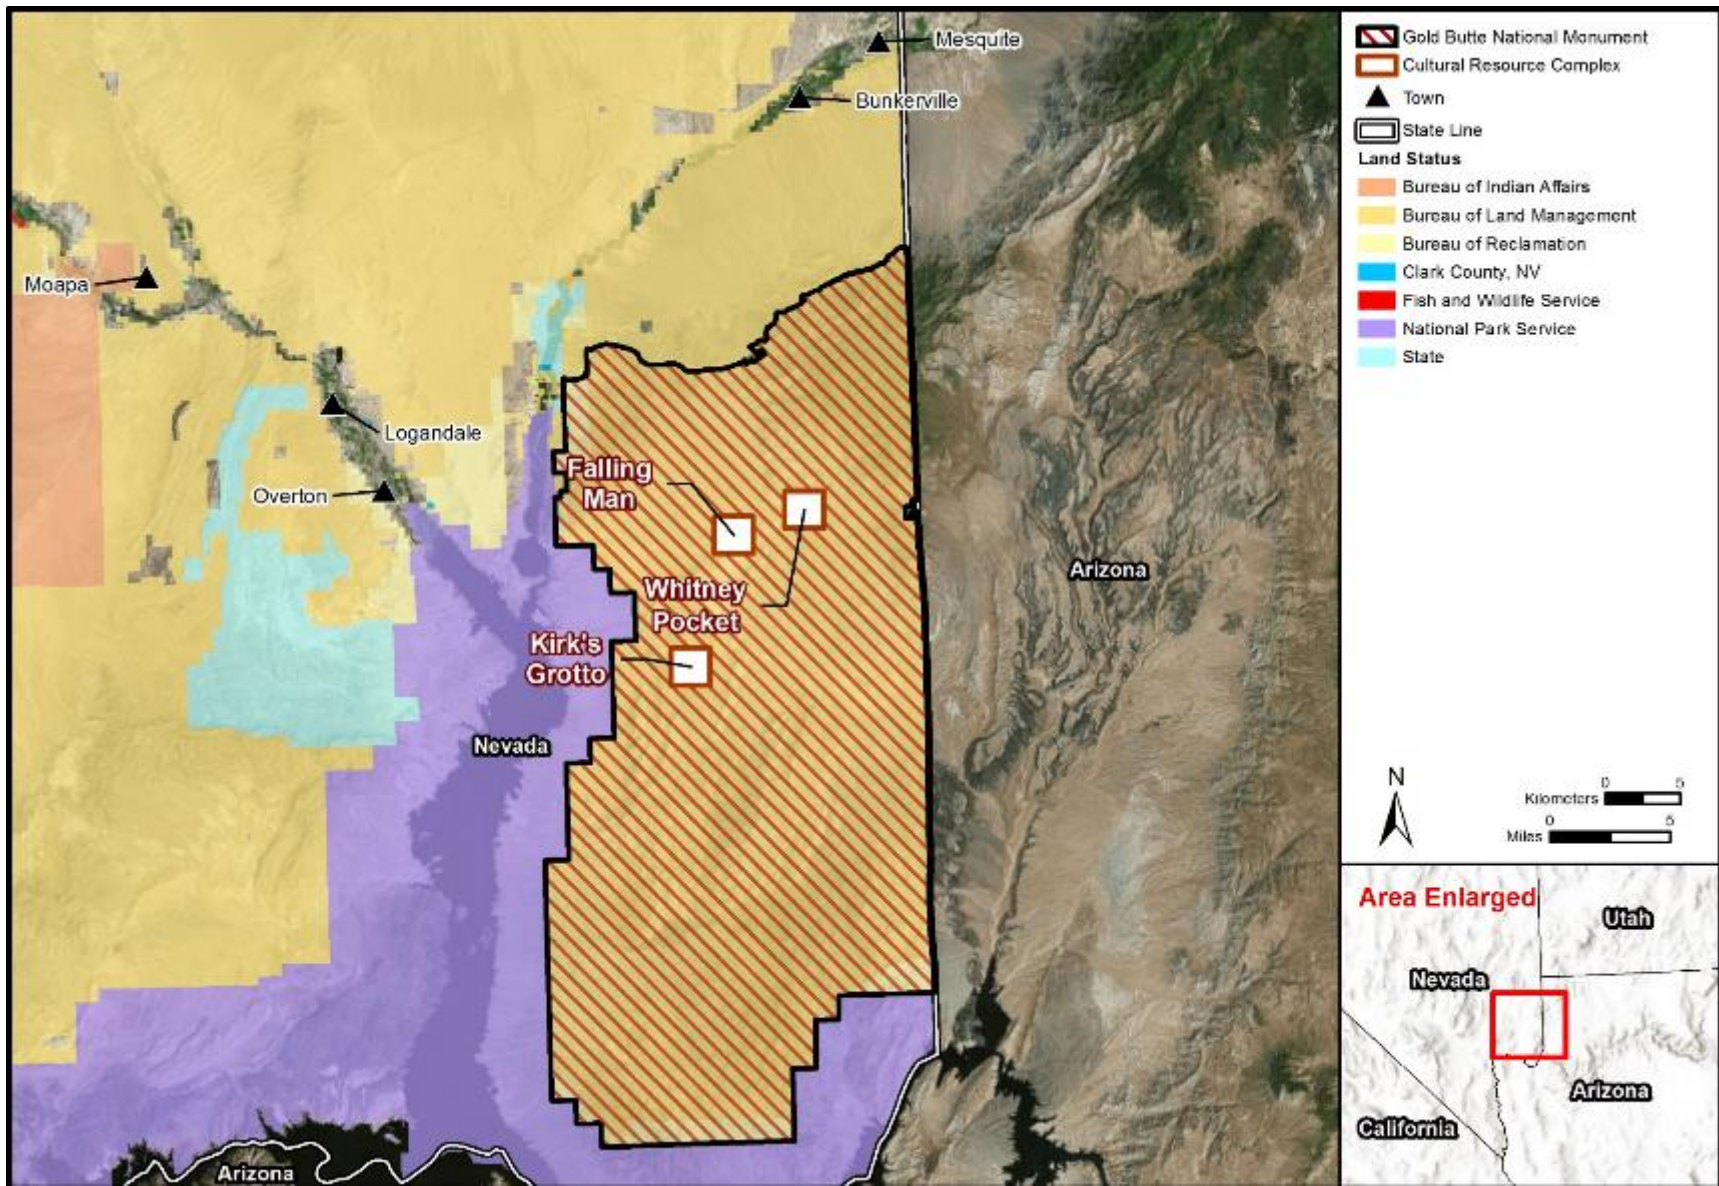 Mesquite
Bunkerville
Moapa
Logandale
Overton
Falling
Man
Whitney
Pocket
Kirk's
Grotto
Arizona
Nevada
Arizona
Gold Butte National Monument
Cultural Resource Complex
Town
State Line
Land Status
Bureau of Indian Affairs
Bureau of Land Management
Bureau of Reclamation
Clark County, NV
Fish and Wildlife Service
National Park Service
State
N
0 5
Kilometers
0 5
Miles
Area Enlarged
Utah
Nevada
Arizona
California